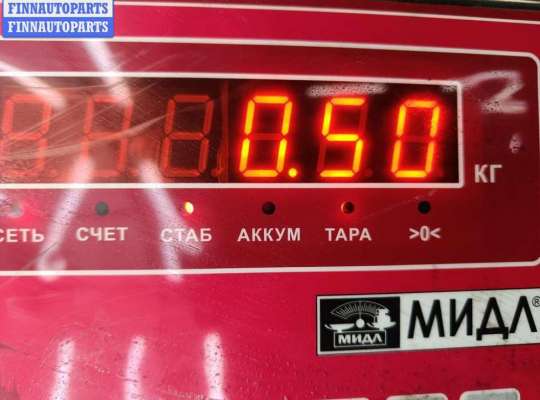 FINNAUTOPARTS
FINNAUTOPARTS
0.50
КГ
СЕТЬ СЧЕТ СТАБ АККУМ ТАРА >0<
МИДЛ МИДЛ®